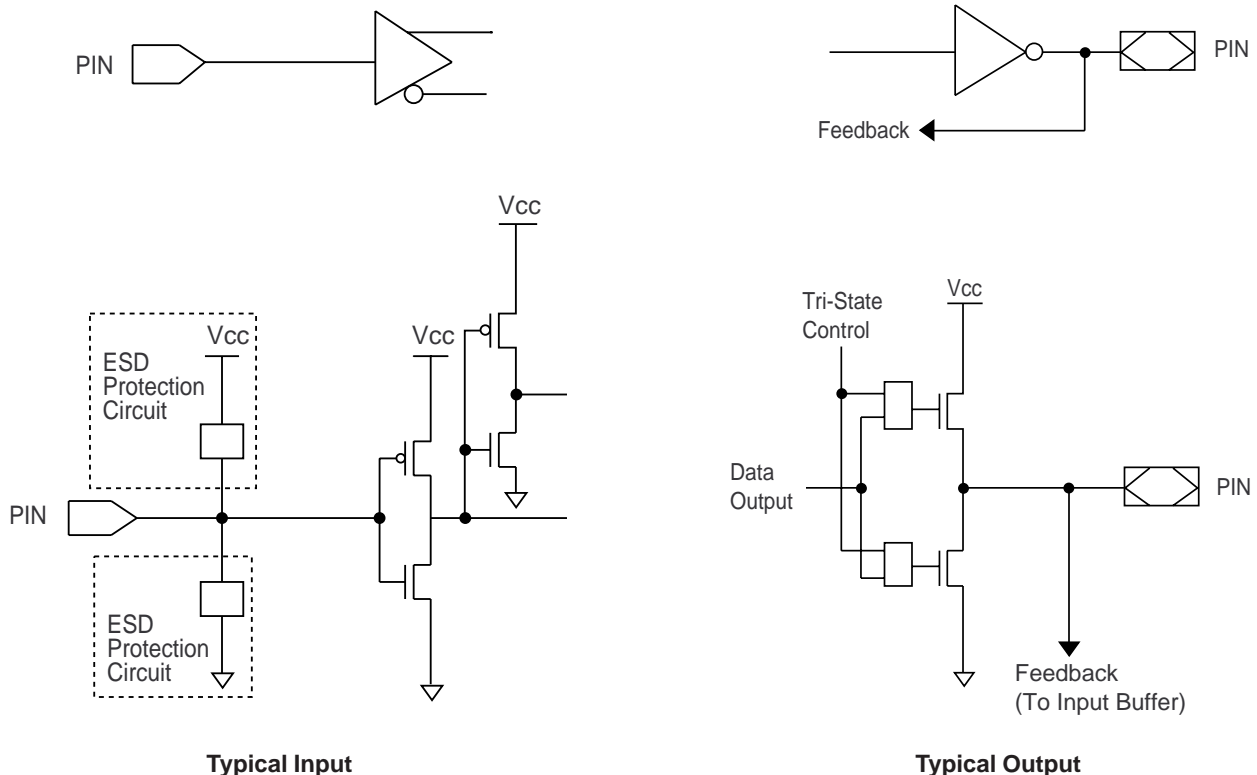 PIN
PIN
Feedback
Vcc
Vcc
Vcc
ESD
Protection
Circuit
PIN
ESD
Protection
Circuit
Typical Input
Tri-State
Control
Vcc
Data
Output
PIN
Feedback
(To Input Buffer)
Typical Output